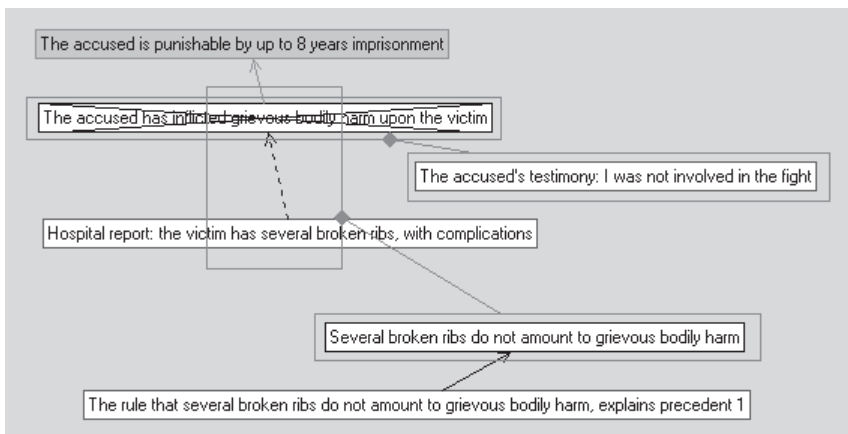 The accused is punishable by up to 8 years imprisonment
The accused has inflicted grievous bodily harm upon the victim
The accused's testimony: I was not involved in the fight
Hospital report: the victim has several broken ribs, with complications
Several broken ribs do not amount to grievous bodily harm
The rule that several broken ribs do not amount to grievous bodily harm, explains precedent 1